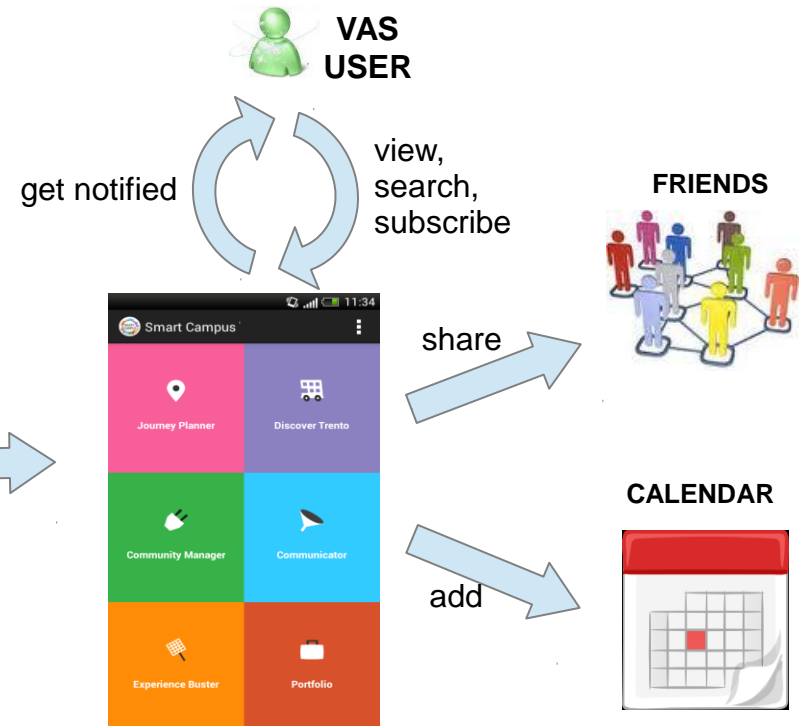 VAS
USER
get notified
view,
search,
subscribe
FRIENDS
11:34
Smart Campus
share
Journey Planner
Discover Trento
CALENDAR
Community Manager
Communicator
add
Experience Buster
Portfolio